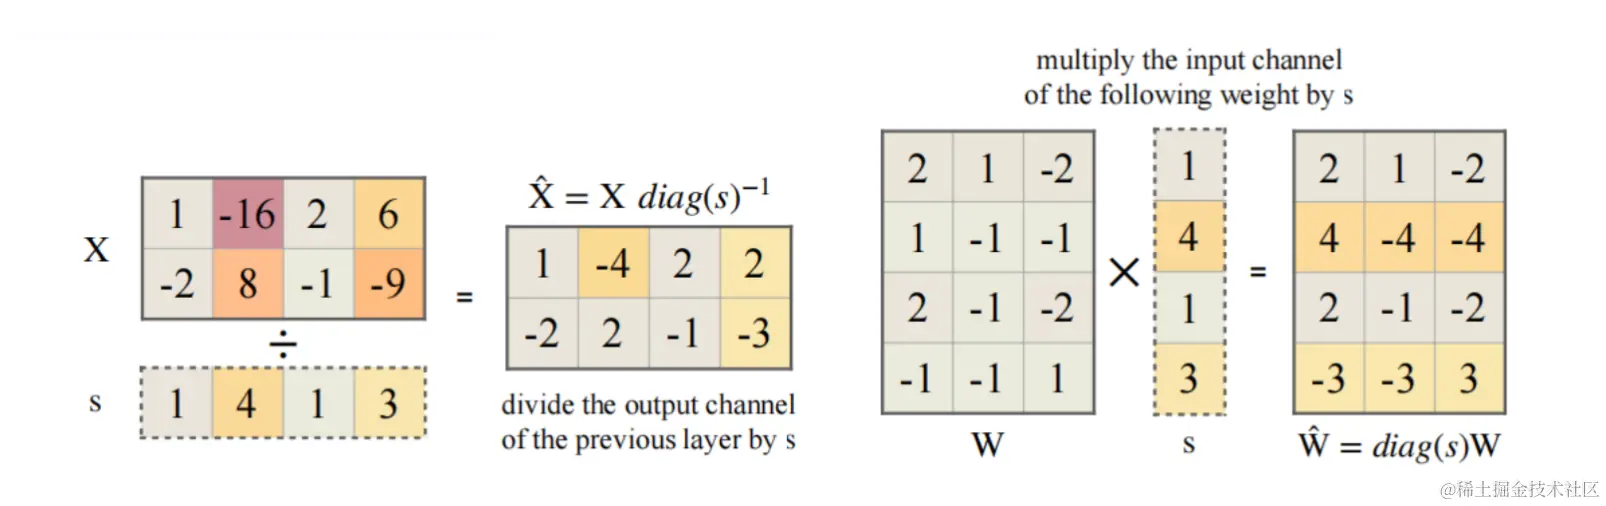 X
1 -16 2 6
-2 8 -1 -9
÷
s
1 4 1 3
=
X̂ = X diag(s)⁻¹
1 -4 2 2
-2 2 -1 -3
divide the output channel
of the previous layer by s
multiply the input channel
of the following weight by s
2 1 -2
1 -1 -1
2 -1 -2
-1 -1 1
W
×
1
4
1
3
s
=
2 1 -2
4 -4 -4
2 -1 -2
-3 -3 3
Ŵ = diag(s)W
@稀土掘金技术社区